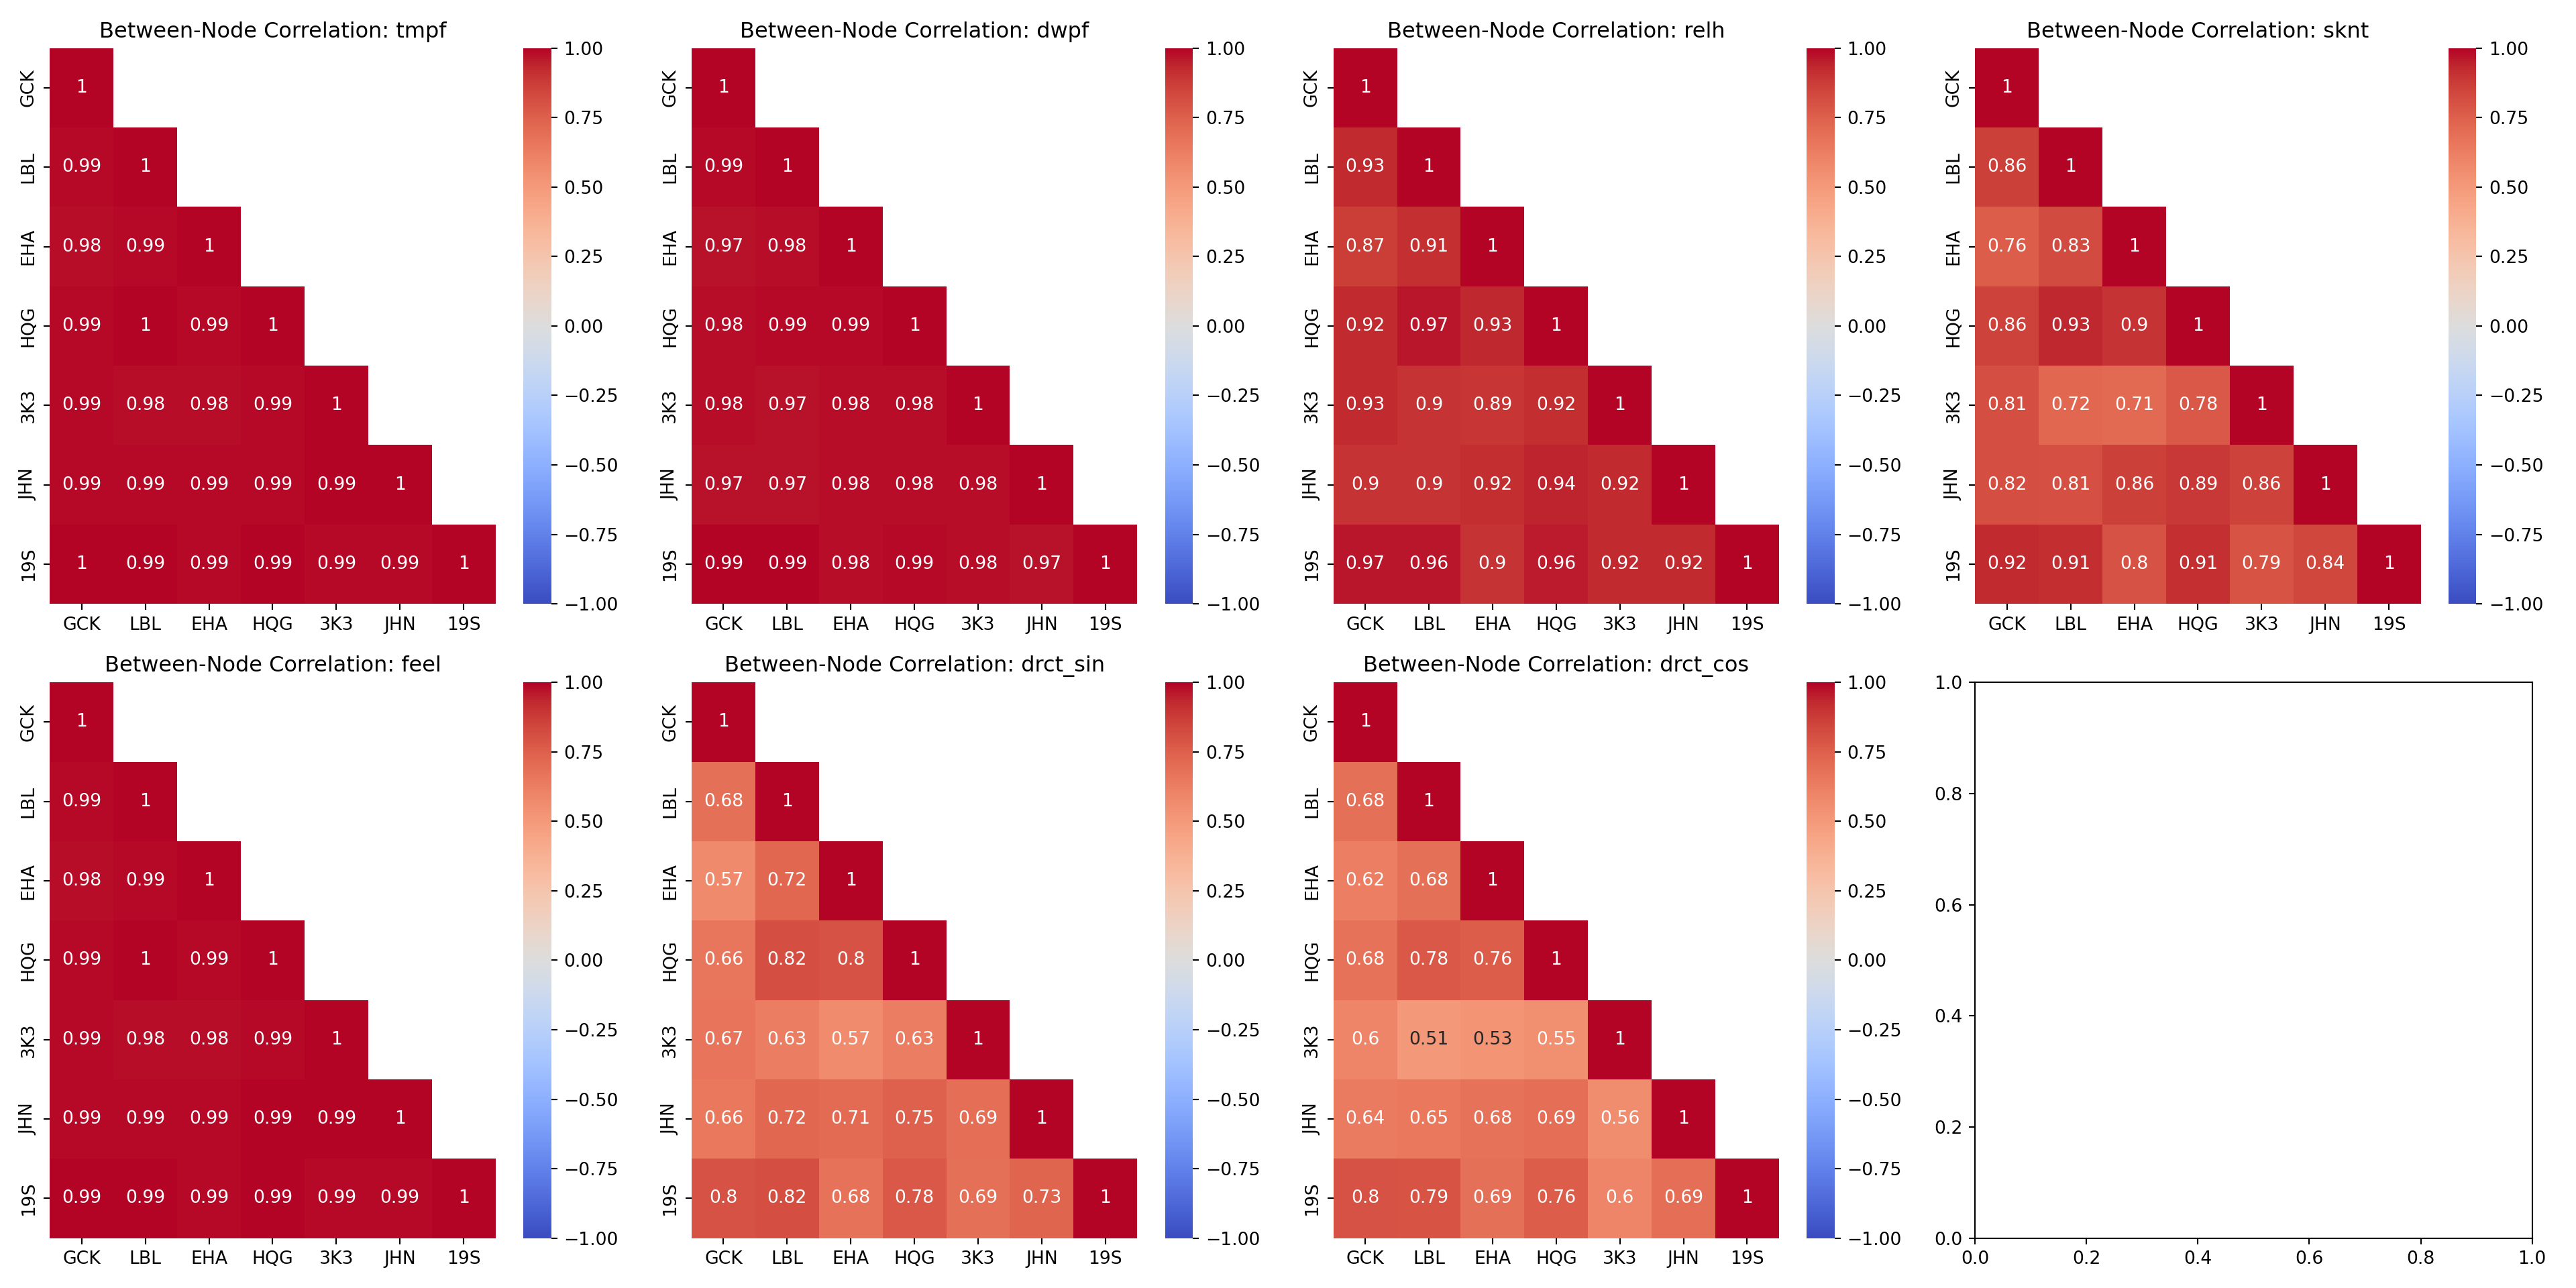 Between-Node Correlation: tmpf
GCK 1 1.00
LBL 0.99 1 0.75
EHA 0.98 0.99 1 0.50
0.25
HQG 0.99 1 0.99 1 0.00
3K3 0.99 0.98 0.98 0.99 1 −0.25
JHN 0.99 0.99 0.99 0.99 0.99 1 −0.50
−0.75
19S 1 0.99 0.99 0.99 0.99 0.99 1 −1.00
GCK LBL EHA HQG 3K3 JHN 19S
Between-Node Correlation: dwpf
GCK 1 1.00
LBL 0.99 1 0.75
EHA 0.97 0.98 1 0.50
0.25
HQG 0.98 0.99 0.99 1 0.00
3K3 0.98 0.97 0.98 0.98 1 −0.25
JHN 0.97 0.97 0.98 0.98 0.98 1 −0.50
−0.75
19S 0.99 0.99 0.98 0.99 0.98 0.97 1 −1.00
GCK LBL EHA HQG 3K3 JHN 19S
Between-Node Correlation: relh
GCK 1 1.00
LBL 0.93 1 0.75
EHA 0.87 0.91 1 0.50
0.25
HQG 0.92 0.97 0.93 1 0.00
3K3 0.93 0.9 0.89 0.92 1 −0.25
JHN 0.9 0.9 0.92 0.94 0.92 1 −0.50
−0.75
19S 0.97 0.96 0.9 0.96 0.92 0.92 1 −1.00
GCK LBL EHA HQG 3K3 JHN 19S
Between-Node Correlation: sknt
GCK 1 1.00
LBL 0.86 1 0.75
EHA 0.76 0.83 1 0.50
0.25
HQG 0.86 0.93 0.9 1 0.00
3K3 0.81 0.72 0.71 0.78 1 −0.25
JHN 0.82 0.81 0.86 0.89 0.86 1 −0.50
−0.75
19S 0.92 0.91 0.8 0.91 0.79 0.84 1 −1.00
GCK LBL EHA HQG 3K3 JHN 19S
Between-Node Correlation: feel
GCK 1 1.00
LBL 0.99 1 0.75
EHA 0.98 0.99 1 0.50
0.25
HQG 0.99 1 0.99 1 0.00
3K3 0.99 0.98 0.98 0.99 1 −0.25
JHN 0.99 0.99 0.99 0.99 0.99 1 −0.50
−0.75
19S 0.99 0.99 0.99 0.99 0.99 0.99 1 −1.00
GCK LBL EHA HQG 3K3 JHN 19S
Between-Node Correlation: drct_sin
GCK 1 1.00
LBL 0.68 1 0.75
EHA 0.57 0.72 1 0.50
0.25
HQG 0.66 0.82 0.8 1 0.00
3K3 0.67 0.63 0.57 0.63 1 −0.25
JHN 0.66 0.72 0.71 0.75 0.69 1 −0.50
−0.75
19S 0.8 0.82 0.68 0.78 0.69 0.73 1 −1.00
GCK LBL EHA HQG 3K3 JHN 19S
Between-Node Correlation: drct_cos
GCK 1 1.00
LBL 0.68 1 0.75
EHA 0.62 0.68 1 0.50
0.25
HQG 0.68 0.78 0.76 1 0.00
3K3 0.6 0.51 0.53 0.55 1 −0.25
JHN 0.64 0.65 0.68 0.69 0.56 1 −0.50
−0.75
19S 0.8 0.79 0.69 0.76 0.6 0.69 1 −1.00
GCK LBL EHA HQG 3K3 JHN 19S
1.0
0.8
0.6
0.4
0.2
0.0
0.0 0.2 0.4 0.6 0.8 1.0